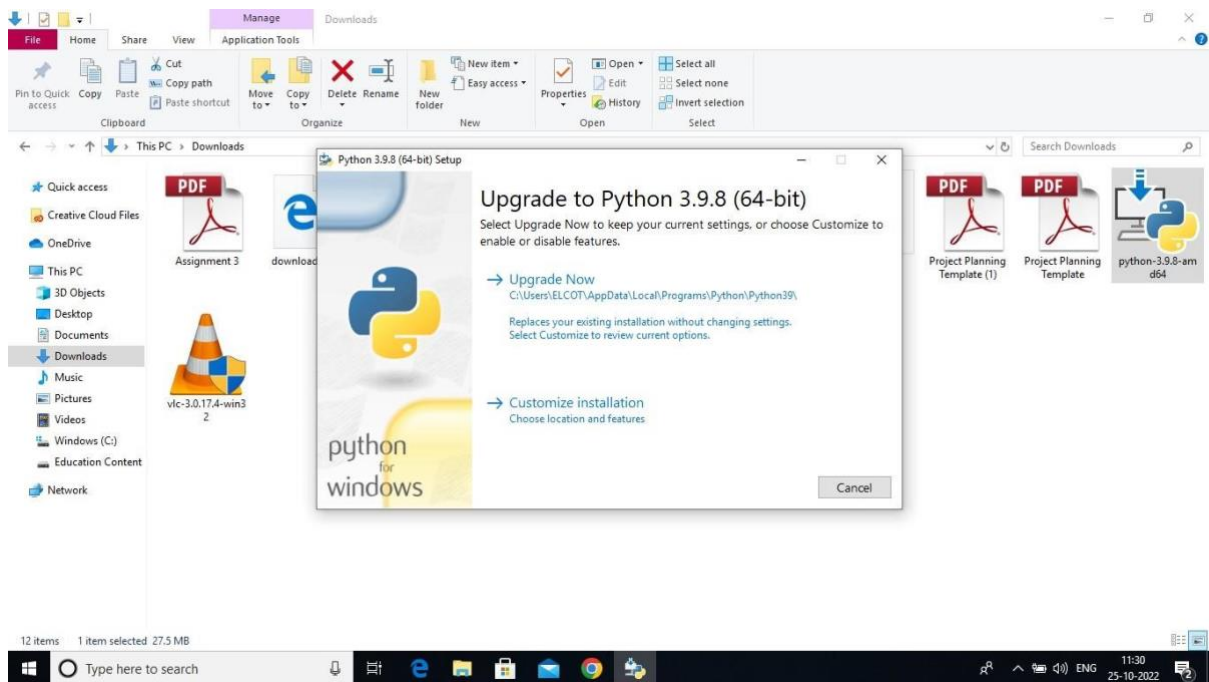 Manage
Downloads
File
Home
Share
View
Application Tools
Pin to Quick
access
Copy
Paste
Cut
Copy path
Paste shortcut
Clipboard
Move
to
Copy
to
Delete
Rename
Organize
New
folder
New item
Easy access
New
Properties
Open
Edit
History
Open
Select all
Select none
Invert selection
Select
This PC
Downloads
Search Downloads
Quick access
Creative Cloud Files
OneDrive
This PC
3D Objects
Desktop
Documents
Downloads
Music
Pictures
Videos
Windows (C:)
Education Content
Network
PDF
Assignment 3
download
vlc-3.0.17.4-win3
2
Python 3.9.8 (64-bit) Setup
Upgrade to Python 3.9.8 (64-bit)
Select Upgrade Now to keep your current settings, or choose Customize to
enable or disable features.
Upgrade Now
C:\Users\ELCOT\AppData\Local\Programs\Python\Python39\
Replaces your existing installation without changing settings.
Select Customize to review current options.
Customize installation
Choose location and features
python
for
windows
Cancel
PDF
Project Planning
Template (1)
PDF
Project Planning
Template
python-3.9.8-am
d64
12 items
1 item selected 27.5 MB
Type here to search
ENG
11:30
25-10-2022
2